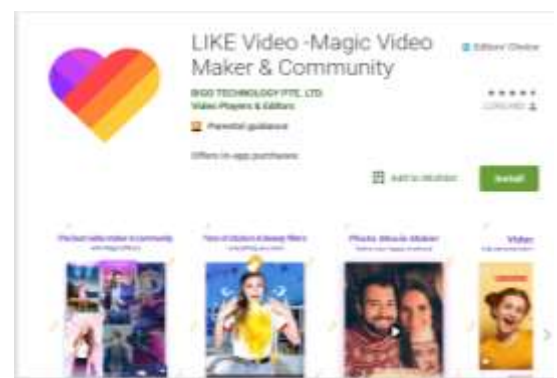 LIKE Video -Magic Video
Maker & Community
Editors' Choice
BIGO TECHNOLOGY PTE. LTD.
Video Players & Editors
Parental guidance
Offers in-app purchases
Add to Wishlist
Install
Photo Movie Maker
Video